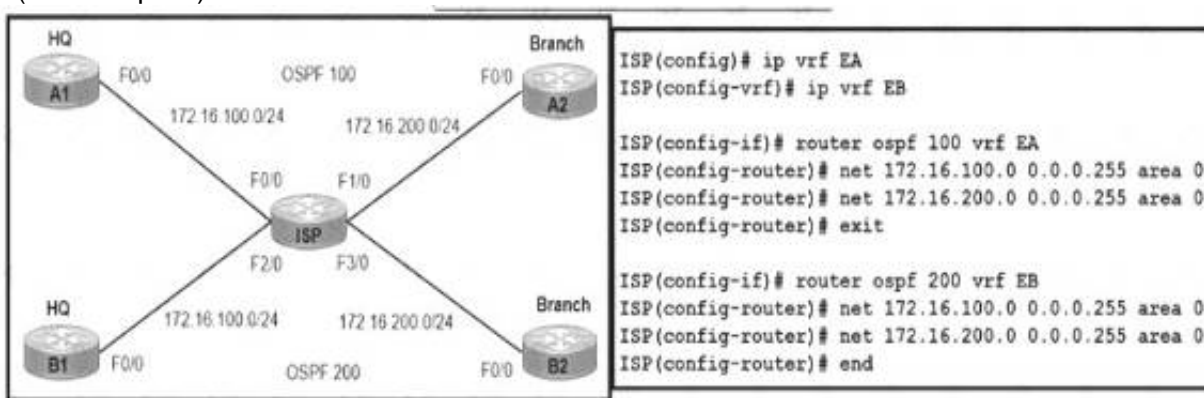 HQ
Branch
F0/0
OSPF 100
F0/0
A1
A2
172.16.100.0/24
172.16.200.0/24
F0/0
F1/0
ISP
F2/0
F3/0
HQ
Branch
172.16.100.0/24
172.16.200.0/24
B1
F0/0
OSPF 200
F0/0
B2
ISP(config)# ip vrf EA
ISP(config-vrf)# ip vrf EB
ISP(config-if)# router ospf 100 vrf EA
ISP(config-router)# net 172.16.100.0 0.0.0.255 area 0
ISP(config-router)# net 172.16.200.0 0.0.0.255 area 0
ISP(config-router)# exit
ISP(config-if)# router ospf 200 vrf EB
ISP(config-router)# net 172.16.100.0 0.0.0.255 area 0
ISP(config-router)# net 172.16.200.0 0.0.0.255 area 0
ISP(config-router)# end